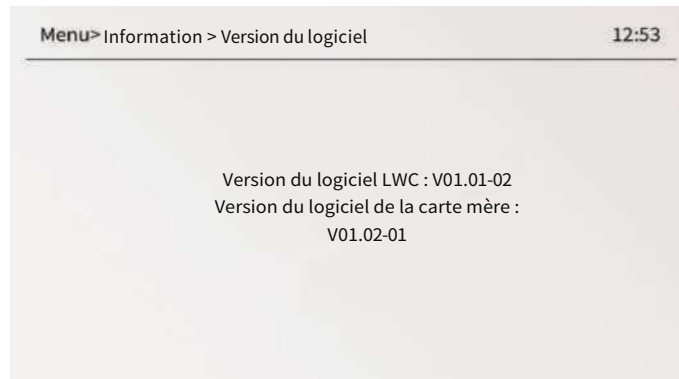 Menu> Information > Version du logiciel 12:53
Version du logiciel LWC : V01.01-02
Version du logiciel de la carte mère :
V01.02-01